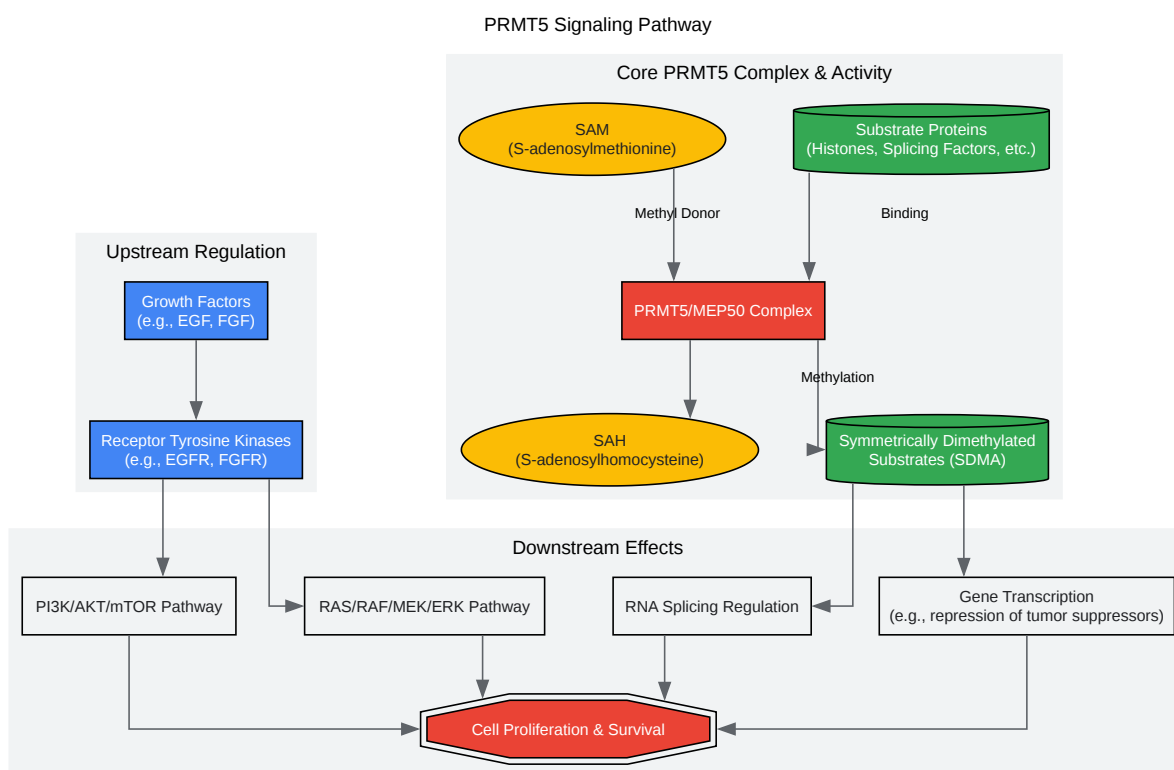 PRMT5 Signaling Pathway
Core PRMT5 Complex & Activity
SAM
(S-adenosylmethionine)
Substrate Proteins
(Histones, Splicing Factors, etc.)
Methyl Donor
Binding
Upstream Regulation
Growth Factors
(e.g., EGF, FGF)
PRMT5/MEP50 Complex
Methylation
Receptor Tyrosine Kinases
(e.g., EGFR, FGFR)
SAH
(S-adenosylhomocysteine)
Symmetrically Dimethylated
Substrates (SDMA)
Downstream Effects
PI3K/AKT/mTOR Pathway
RAS/RAF/MEK/ERK Pathway
RNA Splicing Regulation
Gene Transcription
(e.g., repression of tumor suppressors)
Cell Proliferation & Survival